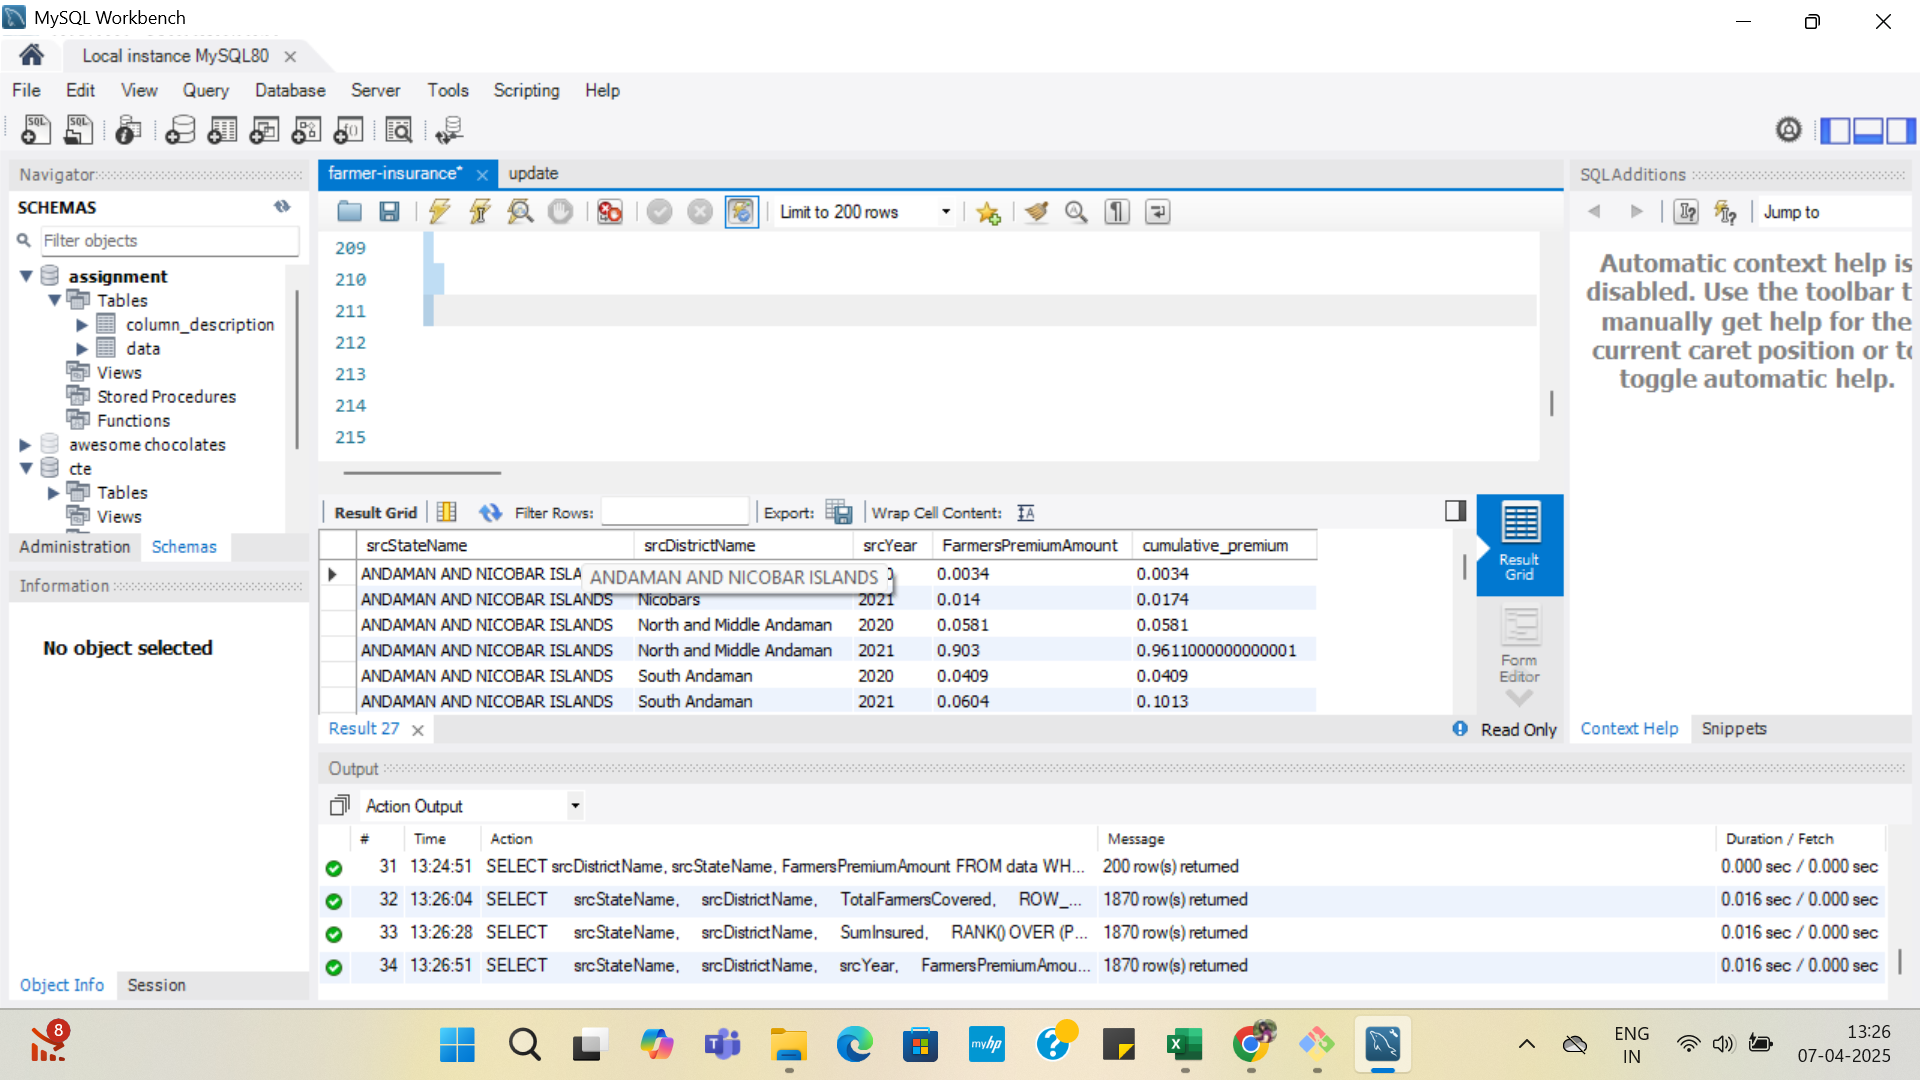 MySQL Workbench
Local instance MySQL80
File Edit View Query Database Server Tools Scripting Help
Navigator
SCHEMAS
Filter objects
assignment
Tables
column_description
data
Views
Stored Procedures
Functions
awesome chocolates
cte
Tables
Views
Administration Schemas
Information
No object selected
Object Info Session
farmer-insurance* update
Limit to 200 rows
209
210
211
212
213
214
215
Result Grid Filter Rows: Export: Wrap Cell Content:
srcStateName srcDistrictName srcYear FarmersPremiumAmount cumulative_premium
ANDAMAN AND NICOBAR ISLA ANDAMAN AND NICOBAR ISLANDS 0.0034 0.0034
ANDAMAN AND NICOBAR ISLANDS Nicobars 2021 0.014 0.0174
ANDAMAN AND NICOBAR ISLANDS North and Middle Andaman 2020 0.0581 0.0581
ANDAMAN AND NICOBAR ISLANDS North and Middle Andaman 2021 0.903 0.9611000000000001
ANDAMAN AND NICOBAR ISLANDS South Andaman 2020 0.0409 0.0409
ANDAMAN AND NICOBAR ISLANDS South Andaman 2021 0.0604 0.1013
Result Grid
Form Editor
Result 27
Read Only
SQLAdditions
Jump to
Automatic context help is
disabled. Use the toolbar t
manually get help for the
current caret position or to
toggle automatic help.
Context Help Snippets
Output
Action Output
# Time Action Message Duration / Fetch
31 13:24:51 SELECT srcDistrictName, srcStateName, FarmersPremiumAmount FROM data WH... 200 row(s) returned 0.000 sec / 0.000 sec
32 13:26:04 SELECT srcStateName, srcDistrictName, TotalFarmersCovered, ROW_... 1870 row(s) returned 0.016 sec / 0.000 sec
33 13:26:28 SELECT srcStateName, srcDistrictName, SumInsured, RANK() OVER (P... 1870 row(s) returned 0.016 sec / 0.000 sec
34 13:26:51 SELECT srcStateName, srcDistrictName, srcYear, FarmersPremiumAmou... 1870 row(s) returned 0.016 sec / 0.000 sec
8
myhp
ENG
IN
13:26
07-04-2025